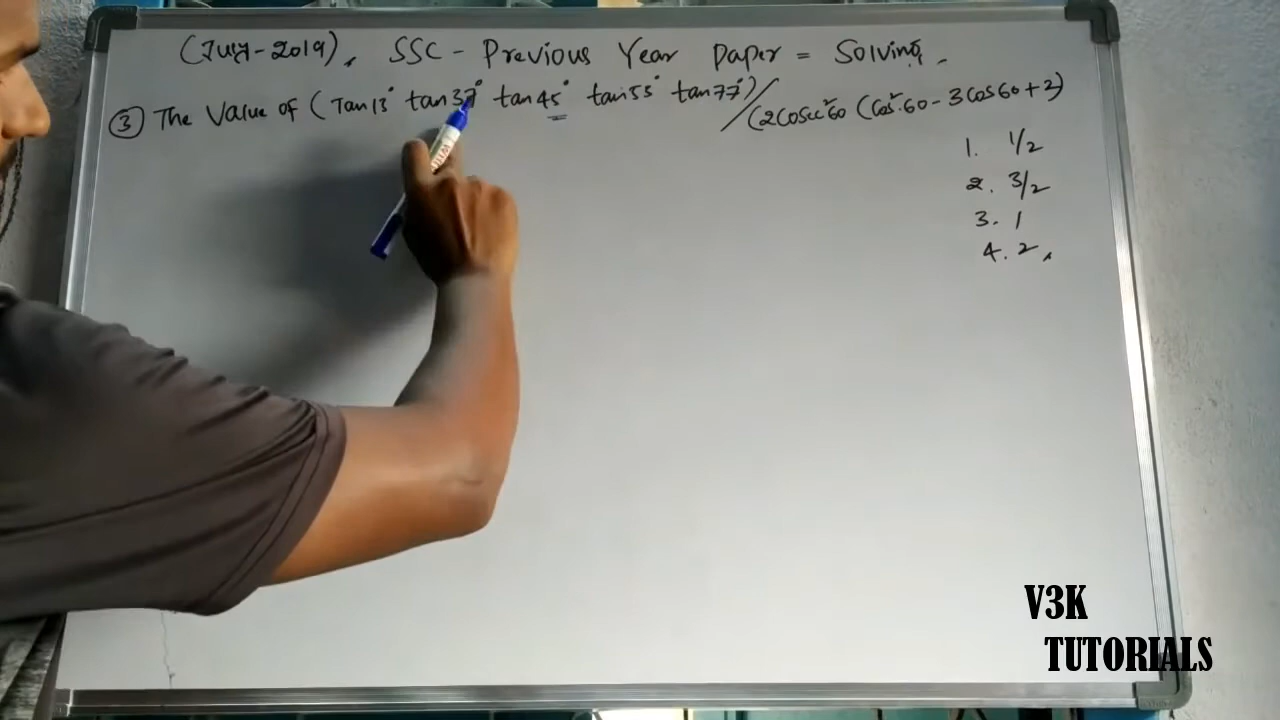 (July-2019), SSC - Previous Year Paper = Solving.
③ The Value of (Tan13° tan37° tan45° tan53° tan77°)/(2Cosec²60 (Cos²60 - 3Cos60+2)
1. 1/2
2. 3/2
3. 1
4. 2
V3K
TUTORIALS